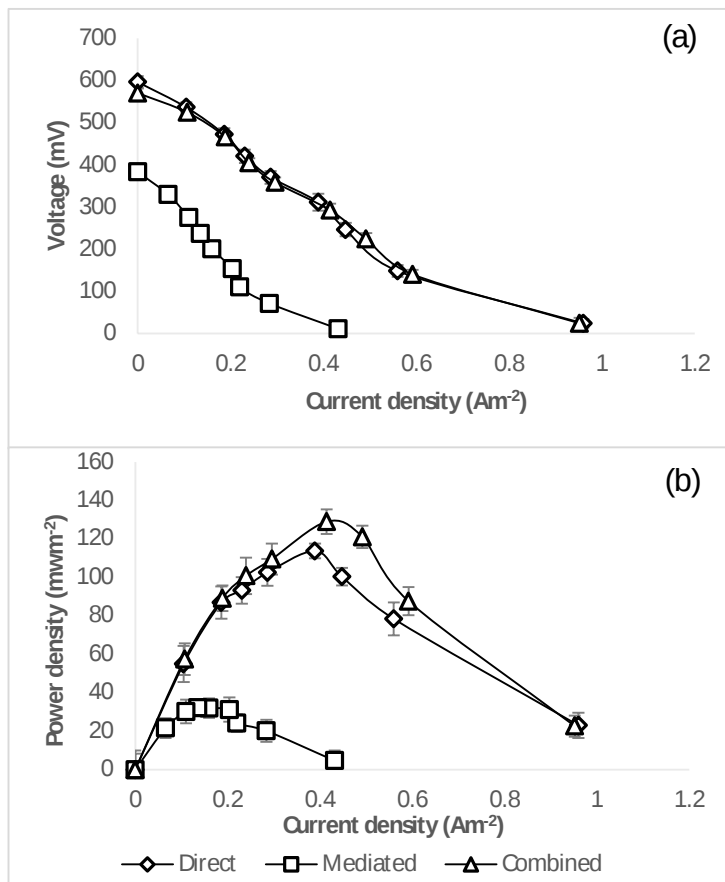 (a)
Voltage (mV)
700
600
500
400
300
200
100
0
0 0.2 0.4 0.6 0.8 1 1.2
Current density (Am⁻²)
(b)
Power density (mwm⁻²)
160
140
120
100
80
60
40
20
0
0 0.2 0.4 0.6 0.8 1 1.2
Current density (Am⁻²)
Direct Mediated Combined